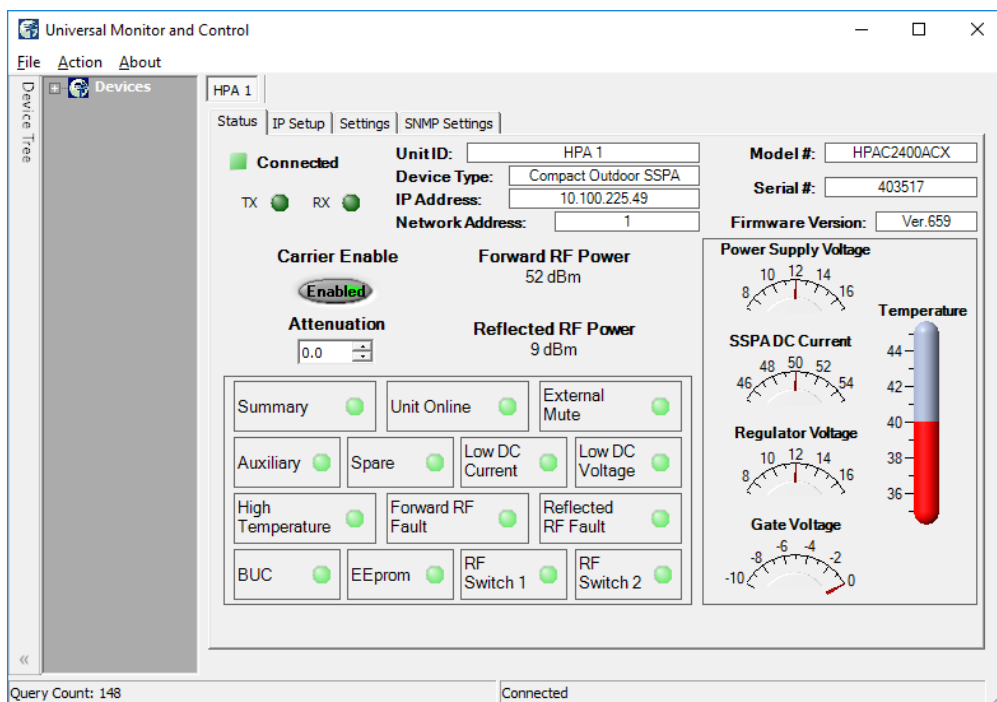 Universal Monitor and Control
File Action About
Device Tree
Devices
HPA 1
Status IP Setup Settings SNMP Settings
Connected
TX RX
Unit ID: HPA 1
Device Type: Compact Outdoor SSPA
IP Address: 10.100.225.49
Network Address: 1
Model #: HPAC2400ACX
Serial #: 403517
Firmware Version: Ver.659
Carrier Enable
Enabled
Attenuation
0.0
Forward RF Power
52 dBm
Reflected RF Power
9 dBm
Summary Unit Online External Mute
Auxiliary Spare Low DC Current Low DC Voltage
High Temperature Forward RF Fault Reflected RF Fault
BUC EEprom RF Switch 1 RF Switch 2
Power Supply Voltage
8 10 12 14 16
SSPA DC Current
46 48 50 52 54
Regulator Voltage
8 10 12 14 16
Gate Voltage
-10 -8 -6 -4 -2 0
Temperature
44
42
40
38
36
«
Query Count: 148 Connected